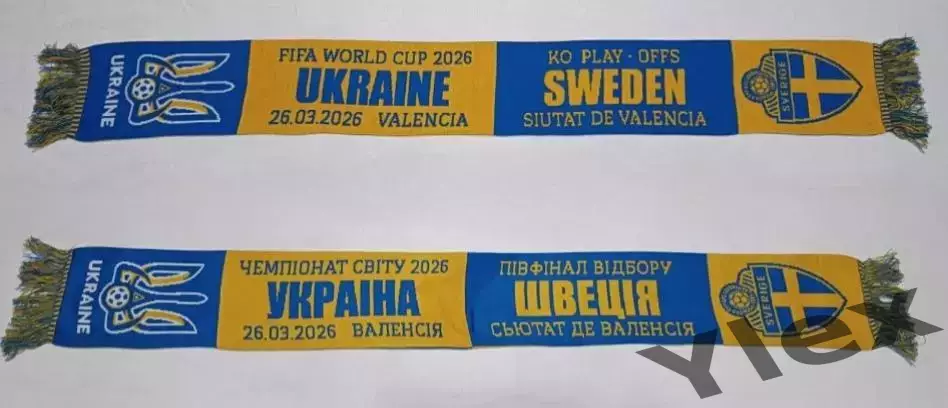 UKRAINE
FIFA WORLD CUP 2026
UKRAINE
26.03.2026 VALENCIA
KO PLAY-OFFS
SWEDEN
SIUTAT DE VALENCIA
SVERIGE
UKRAINE
ЧЕМПІОНАТ СВІТУ 2026
УКРАЇНА
26.03.2026 ВАЛЕНСІЯ
ПІВФІНАЛ ВІДБОРУ
ШВЕЦІЯ
СЬЮТАТ ДЕ ВАЛЕНСІЯ
SVERIGE
Ylex